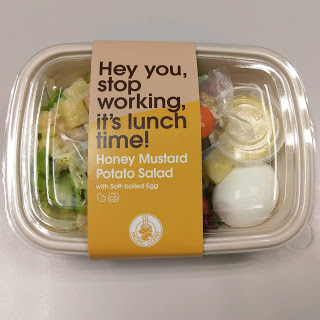 Hey you,
stop
working,
it's lunch
time!
Honey Mustard
Potato Salad
with Soft-boiled Egg